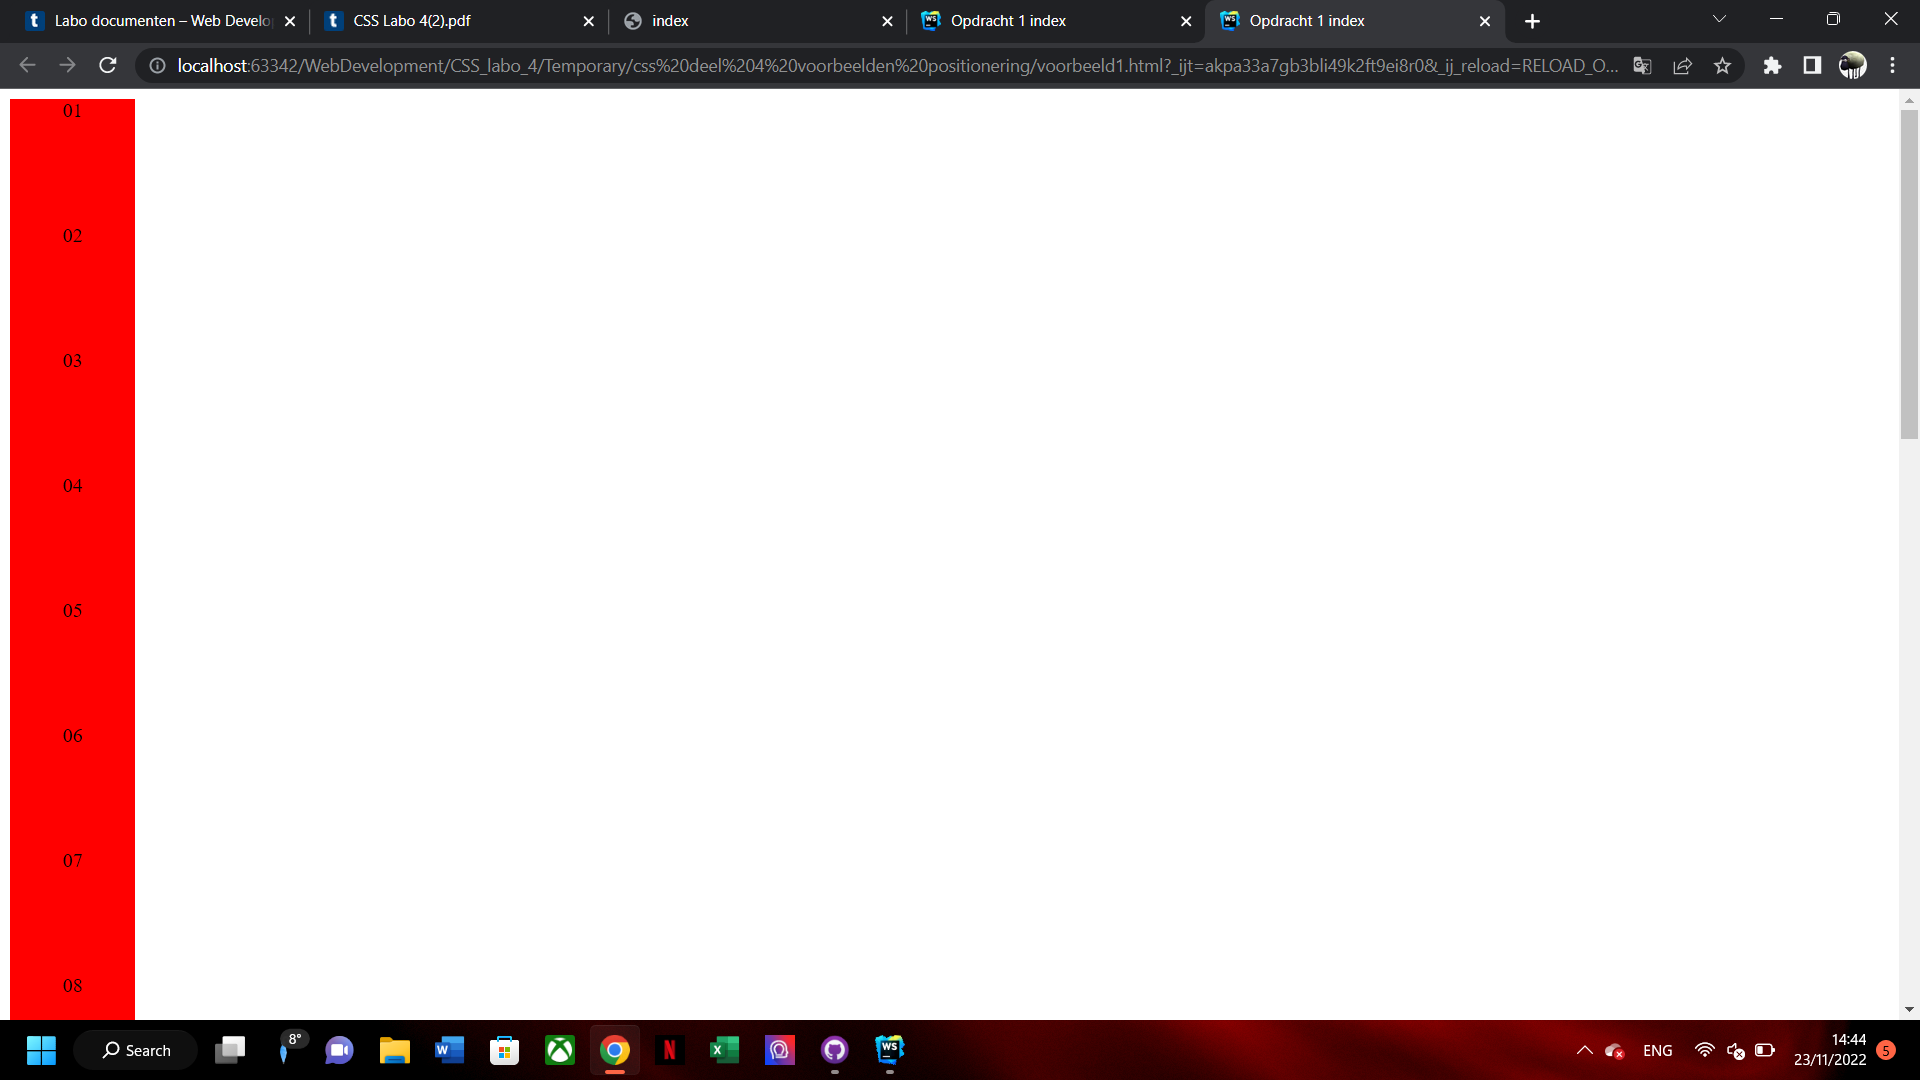 Labo documenten – Web Develo
CSS Labo 4(2).pdf
index
Opdracht 1 index
Opdracht 1 index
localhost:63342/WebDevelopment/CSS_labo_4/Temporary/css%20deel%204%20voorbeelden%20positionering/voorbeeld1.html?_ijt=akpa33a7gb3bli49k2ft9ei8r0&_ij_reload=RELOAD_O...
01
02
03
04
05
06
07
08
Search
8°
ENG
14:44
23/11/2022
5